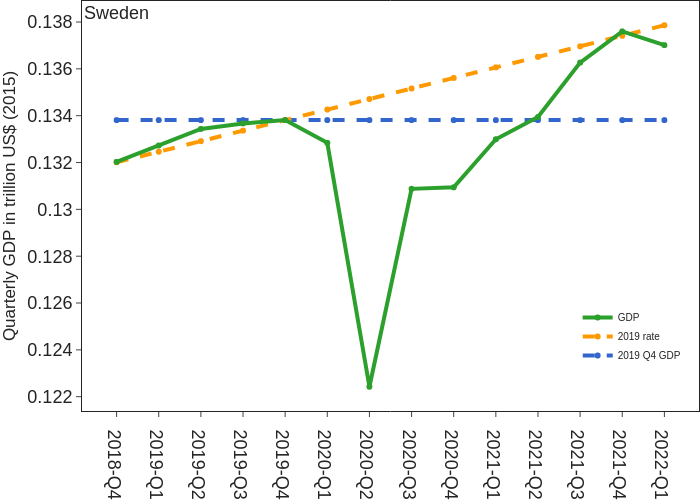 Sweden
Quarterly GDP in trillion US$ (2015)
0.138
0.136
0.134
0.132
0.13
0.128
0.126
0.124
0.122
GDP
2019 rate
2019 Q4 GDP
2018-Q4
2019-Q1
2019-Q2
2019-Q3
2019-Q4
2020-Q1
2020-Q2
2020-Q3
2020-Q4
2021-Q1
2021-Q2
2021-Q3
2021-Q4
2022-Q1